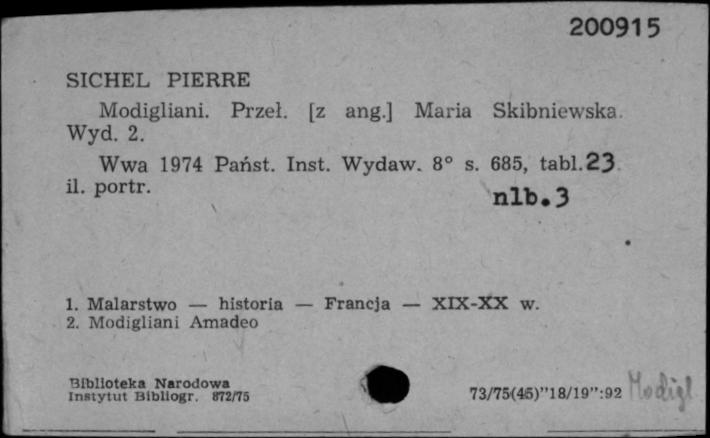 200915
SICHEL PIERRE
Modigliani. Przeł. [z ang.] Maria Skibniewska.
Wyd. 2.
Wwa 1974 Państ. Inst. Wydaw. 8° s. 685, tabl. 23
il. portr.
nlb. 3
1. Malarstwo — historia — Francja — XIX-XX w.
2. Modigliani Amadeo
Biblioteka Narodowa
Instytut Bibliogr. 872/75
73/75(45)"18/19":92 Modigl